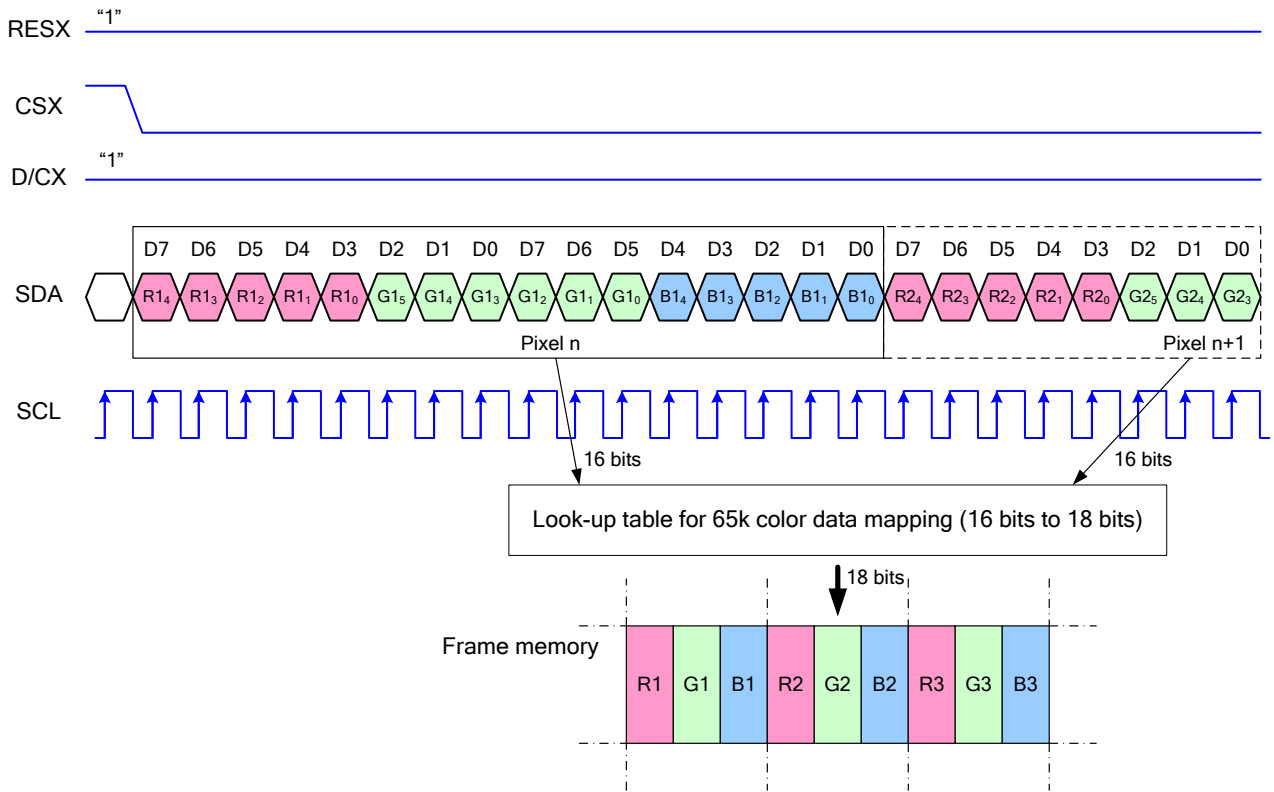 RESX “1”
CSX
D/CX “1”
D7 D6 D5 D4 D3 D2 D1 D0 D7 D6 D5 D4 D3 D2 D1 D0 D7 D6 D5 D4 D3 D2 D1 D0
SDA R1₄ R1₃ R1₂ R1₁ R1₀ G1₅ G1₄ G1₃ G1₂ G1₁ G1₀ B1₄ B1₃ B1₂ B1₁ B1₀ R2₄ R2₃ R2₂ R2₁ R2₀ G2₅ G2₄ G2₃
Pixel n Pixel n+1
SCL
16 bits 16 bits
Look-up table for 65k color data mapping (16 bits to 18 bits)
18 bits
Frame memory
R1 G1 B1 R2 G2 B2 R3 G3 B3